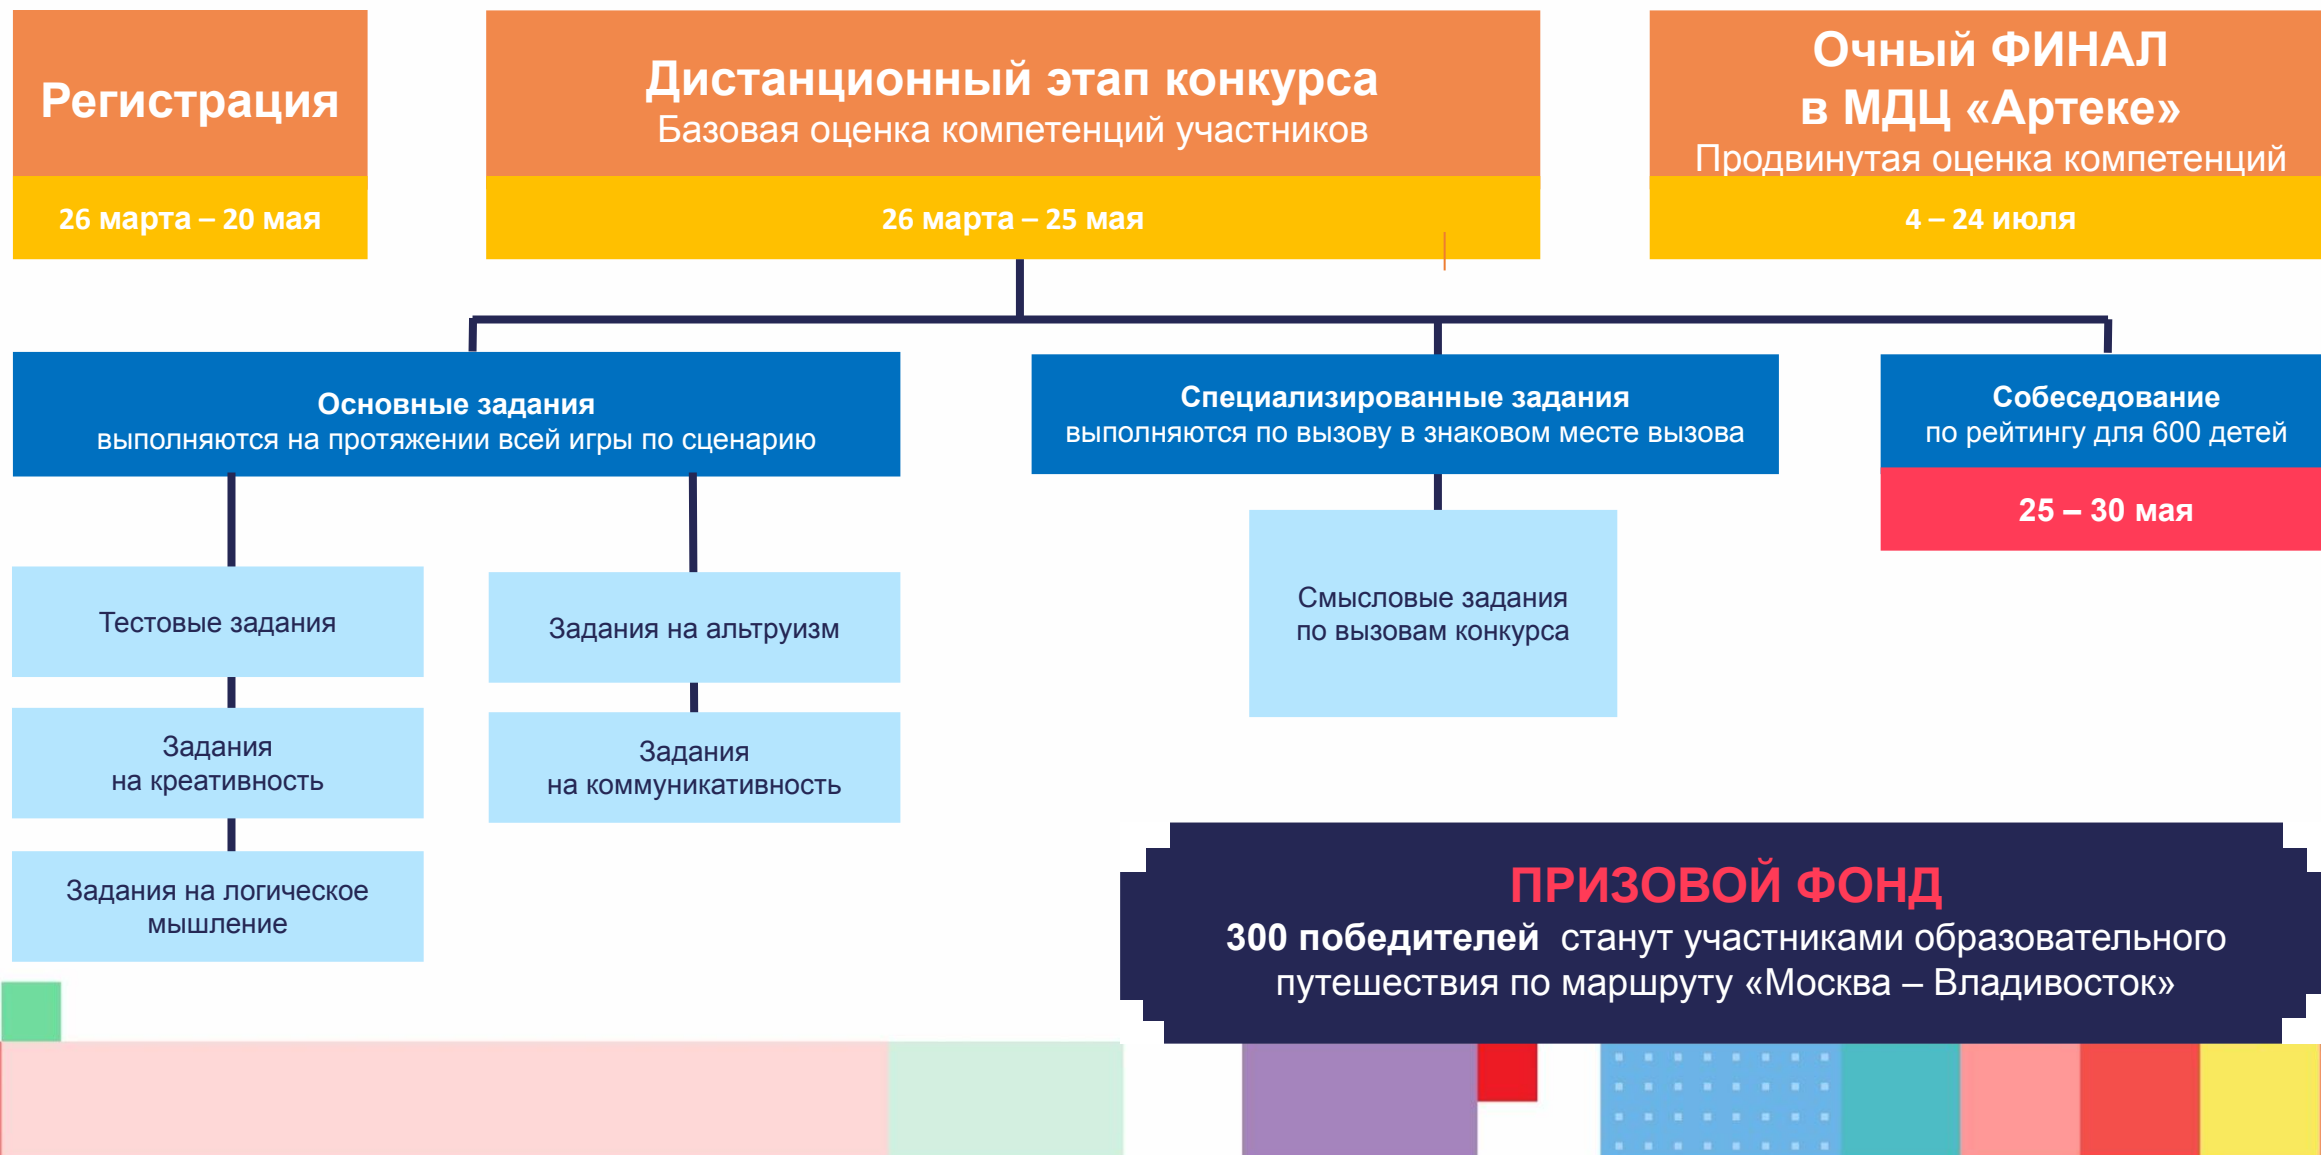 Регистрация
26 марта – 20 мая
Дистанционный этап конкурса
Базовая оценка компетенций участников
26 марта – 25 мая
Очный ФИНАЛ
в МДЦ «Артеке»
Продвинутая оценка компетенций
4 – 24 июля
Основные задания
выполняются на протяжении всей игры по сценарию
Специализированные задания
выполняются по вызову в знаковом месте вызова
Собеседование
по рейтингу для 600 детей
25 – 30 мая
Тестовые задания
Задания
на креативность
Задания на логическое
мышление
Задания на альтруизм
Задания
на коммуникативность
Смысловые задания
по вызовам конкурса
ПРИЗОВОЙ ФОНД
300 победителей станут участниками образовательного
путешествия по маршруту «Москва – Владивосток»